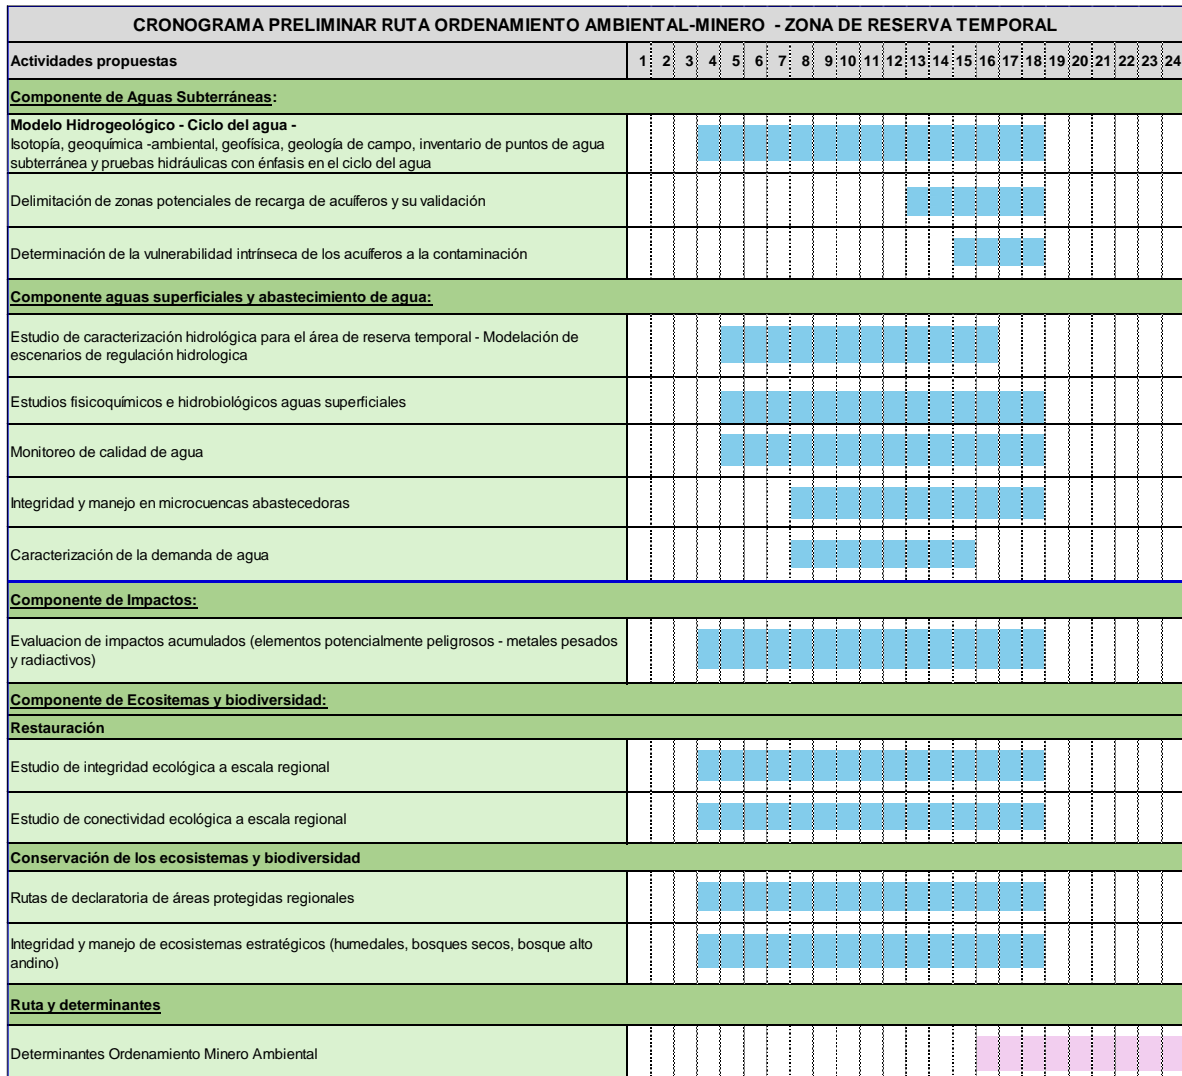 CRONOGRAMA PRELIMINAR RUTA ORDENAMIENTO AMBIENTAL-MINERO - ZONA DE RESERVA TEMPORAL
Actividades propuestas 1 2 3 4 5 6 7 8 9 10 11 12 13 14 15 16 17 18 19 20 21 22 23 24
Componente de Aguas Subterráneas:
Modelo Hidrogeológico - Ciclo del agua -
Isotopía, geoquímica -ambiental, geofísica, geología de campo, inventario de puntos de agua
subterránea y pruebas hidráulicas con énfasis en el ciclo del agua
Delimitación de zonas potenciales de recarga de acuíferos y su validación
Determinación de la vulnerabilidad intrínseca de los acuíferos a la contaminación
Componente aguas superficiales y abastecimiento de agua:
Estudio de caracterización hidrológica para el área de reserva temporal - Modelación de
escenarios de regulación hidrologica
Estudios fisicoquímicos e hidrobiológicos aguas superficiales
Monitoreo de calidad de agua
Integridad y manejo en microcuencas abastecedoras
Caracterización de la demanda de agua
Componente de Impactos:
Evaluacion de impactos acumulados (elementos potencialmente peligrosos - metales pesados
y radiactivos)
Componente de Ecositemas y biodiversidad:
Restauración
Estudio de integridad ecológica a escala regional
Estudio de conectividad ecológica a escala regional
Conservación de los ecosistemas y biodiversidad
Rutas de declaratoria de áreas protegidas regionales
Integridad y manejo de ecosistemas estratégicos (humedales, bosques secos, bosque alto
andino)
Ruta y determinantes
Determinantes Ordenamiento Minero Ambiental